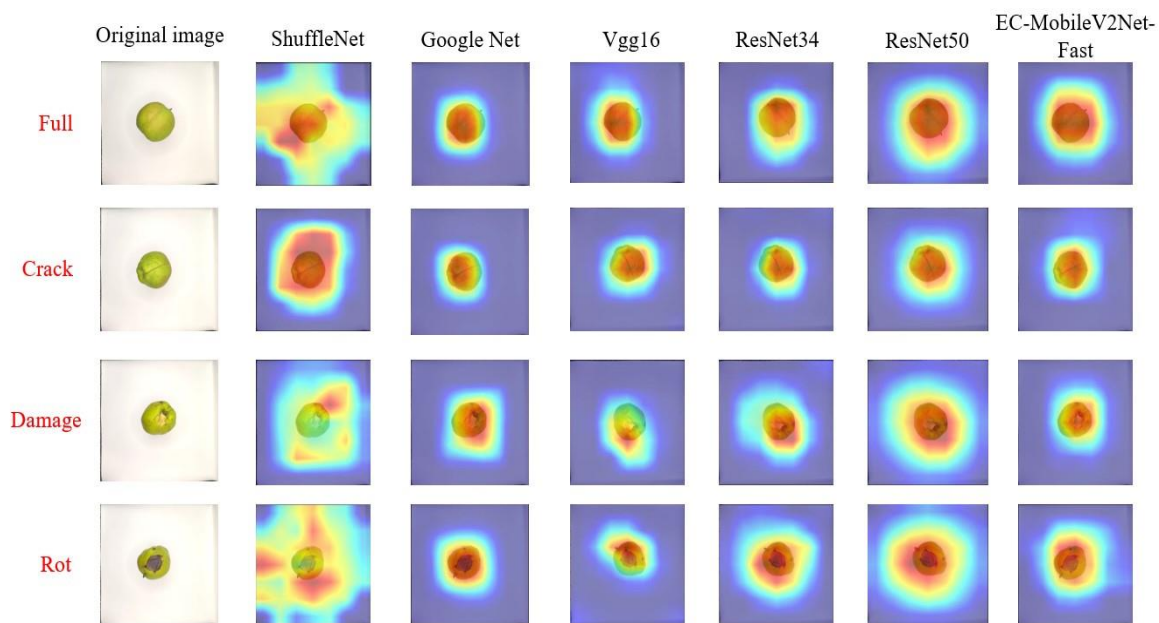 Original image
ShuffleNet
Google Net
Vgg16
ResNet34
ResNet50
EC-MobileV2Net-
Fast
Full
Crack
Damage
Rot